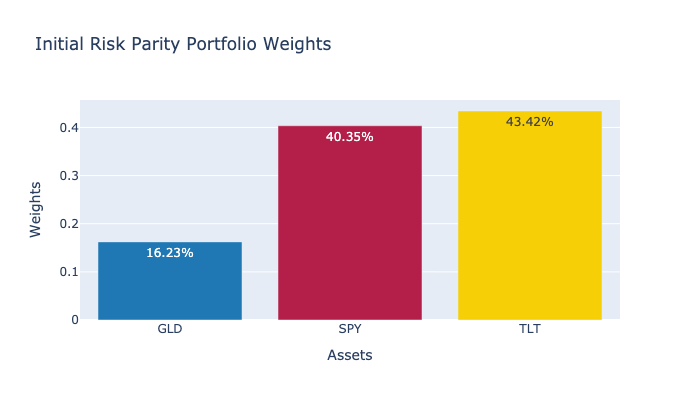 Initial Risk Parity Portfolio Weights
Weights
0.4
0.3
0.2
0.1
0
16.23%
40.35%
43.42%
GLD
SPY
TLT
Assets